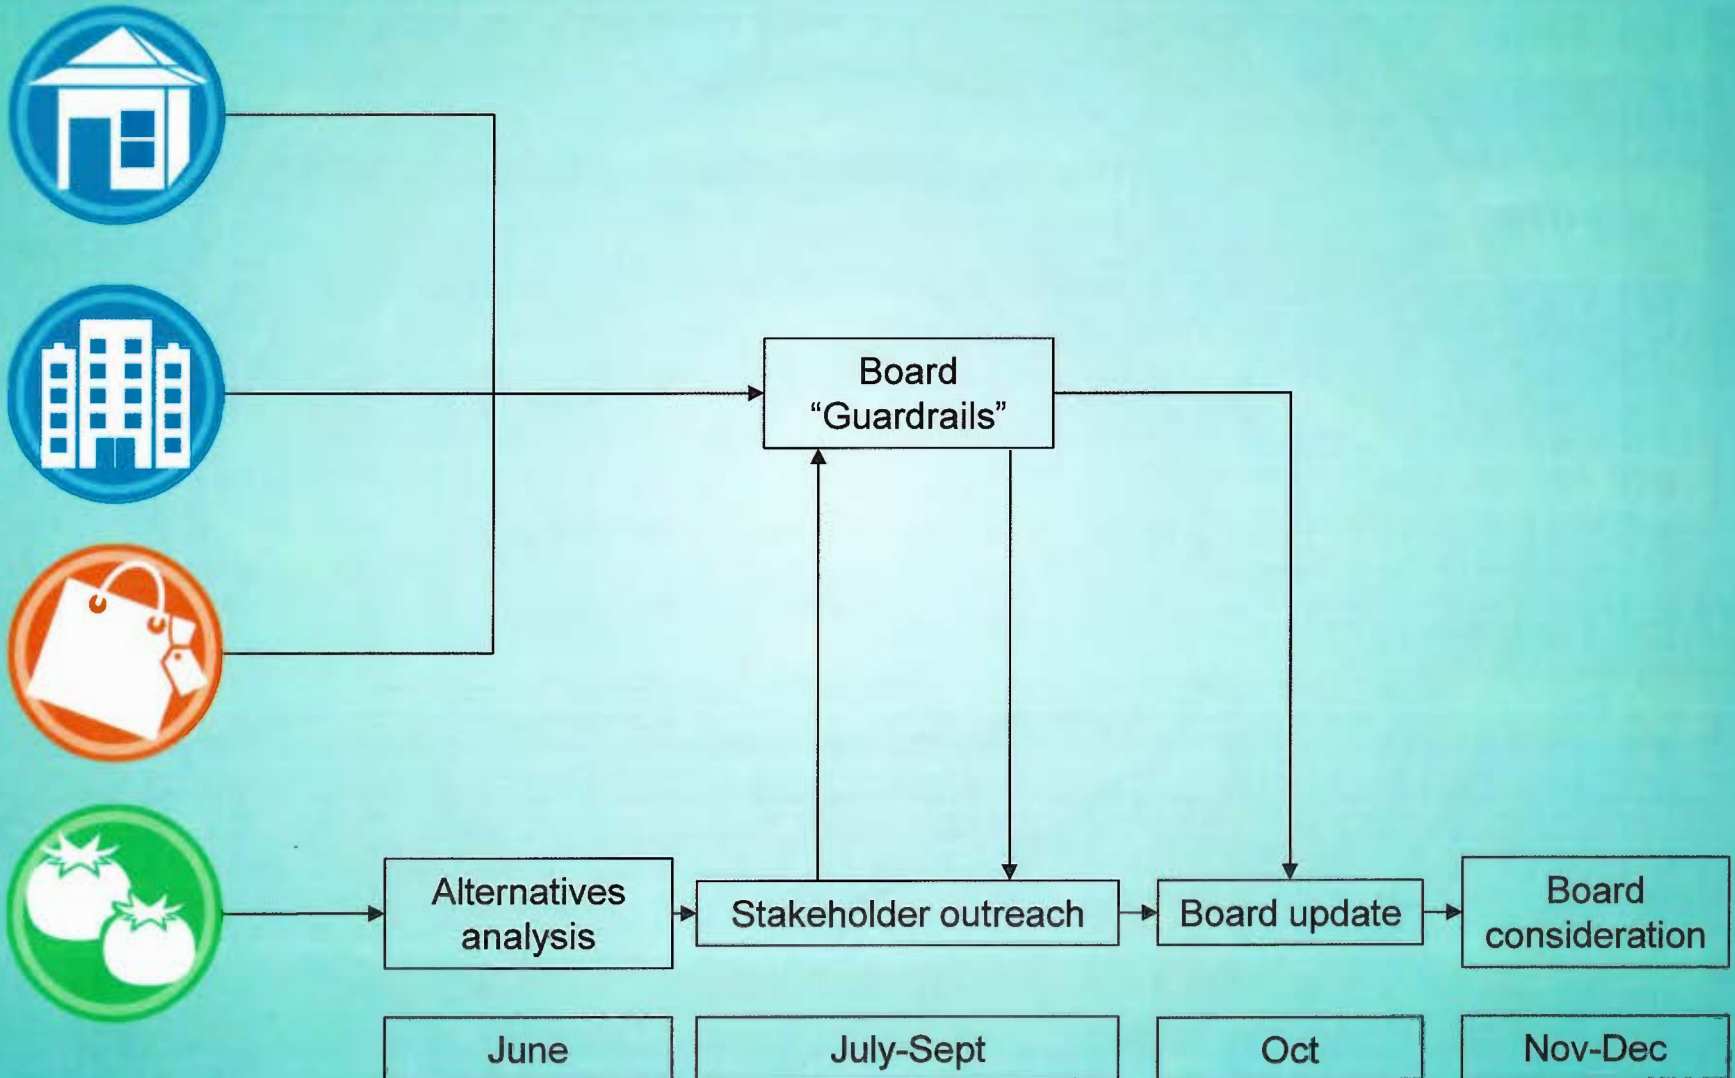 Board
“Guardrails”
Alternatives
analysis
Stakeholder outreach
Board update
Board
consideration
June
July-Sept
Oct
Nov-Dec